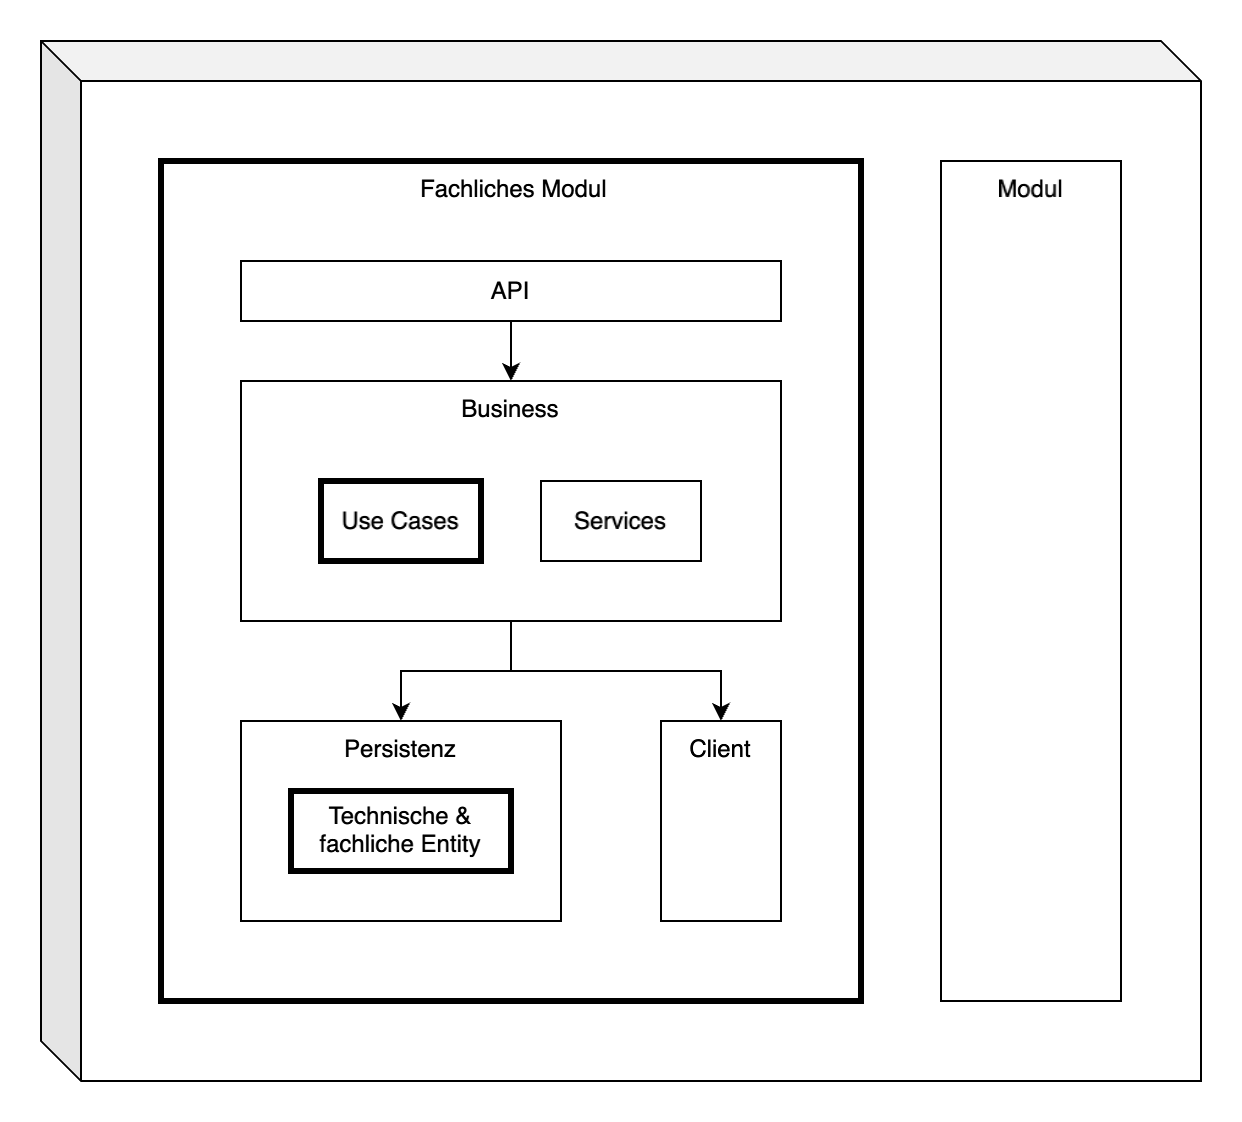 Fachliches Modul
Modul
API
Business
Use Cases
Services
Persistenz
Client
Technische &
fachliche Entity